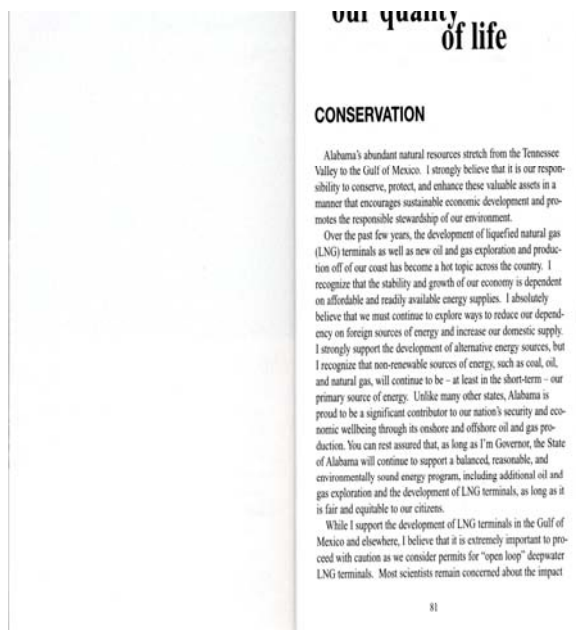 our quality
of life
CONSERVATION
Alabama's abundant natural resources stretch from the Tennessee
Valley to the Gulf of Mexico. I strongly believe that it is our respon-
sibility to conserve, protect, and enhance these valuable assets in a
manner that encourages sustainable economic development and pro-
motes the responsible stewardship of our environment.
Over the past few years, the development of liquefied natural gas
(LNG) terminals as well as new oil and gas exploration and produc-
tion off of our coast has become a hot topic across the country. I
recognize that the stability and growth of our economy is dependent
on affordable and readily available energy supplies. I absolutely
believe that we must continue to explore ways to reduce our depend-
ency on foreign sources of energy and increase our domestic supply.
I strongly support the development of alternative energy sources, but
I recognize that non-renewable sources of energy, such as coal, oil,
and natural gas, will continue to be – at least in the short-term – our
primary source of energy. Unlike many other states, Alabama is
proud to be a significant contributor to our nation's security and eco-
nomic wellbeing through its onshore and offshore oil and gas pro-
duction. You can rest assured that, as long as I'm Governor, the State
of Alabama will continue to support a balanced, reasonable, and
environmentally sound energy program, including additional oil and
gas exploration and the development of LNG terminals, as long as it
is fair and equitable to our citizens.
While I support the development of LNG terminals in the Gulf of
Mexico and elsewhere, I believe that it is extremely important to pro-
ceed with caution as we consider permits for "open loop" deepwater
LNG terminals. Most scientists remain concerned about the impact
81